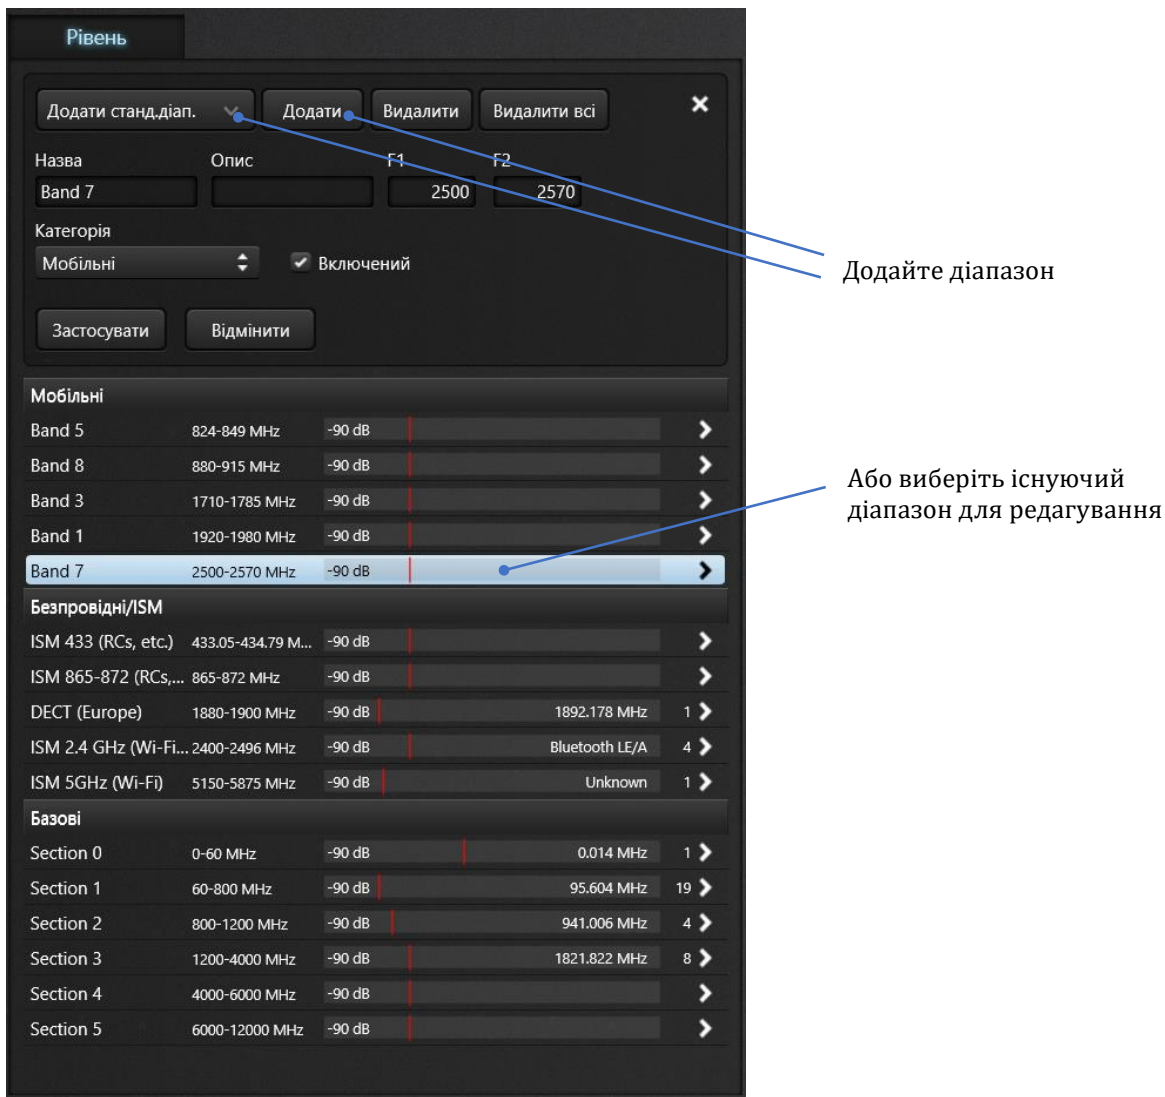 Рівень
Додати станд.діап. Додати Видалити Видалити всі
Назва Опис F1 F2
Band 7 2500 2570
Категорія
Мобільні Включений
Додайте діапазон
Застосувати Відмінити
Мобільні
Band 5 824-849 MHz -90 dB
Band 8 880-915 MHz -90 dB
Або виберіть існуючий
діапазон для редагування
Band 3 1710-1785 MHz -90 dB
Band 1 1920-1980 MHz -90 dB
Band 7 2500-2570 MHz -90 dB
Безпровідні/ISM
ISM 433 (RCs, etc.) 433.05-434.79 M... -90 dB
ISM 865-872 (RCs,... 865-872 MHz -90 dB
DECT (Europe) 1880-1900 MHz -90 dB 1892.178 MHz 1
ISM 2.4 GHz (Wi-Fi... 2400-2496 MHz -90 dB Bluetooth LE/A 4
ISM 5GHz (Wi-Fi) 5150-5875 MHz -90 dB Unknown 1
Базові
Section 0 0-60 MHz -90 dB 0.014 MHz 1
Section 1 60-800 MHz -90 dB 95.604 MHz 19
Section 2 800-1200 MHz -90 dB 941.006 MHz 4
Section 3 1200-4000 MHz -90 dB 1821.822 MHz 8
Section 4 4000-6000 MHz -90 dB
Section 5 6000-12000 MHz -90 dB